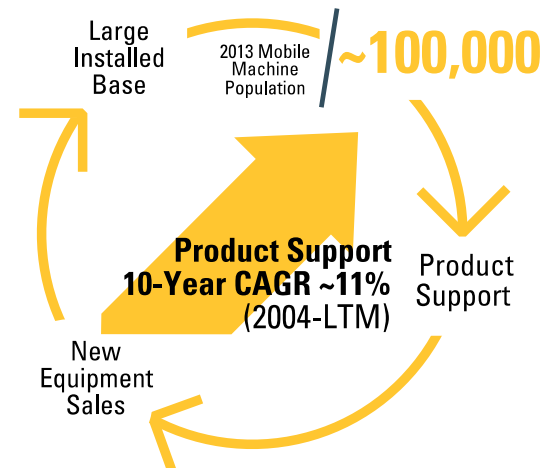 Large
Installed
Base
2013 Mobile
Machine
Population
~100,000
Product Support
10-Year CAGR ~11%
(2004-LTM)
Product
Support
New
Equipment
Sales